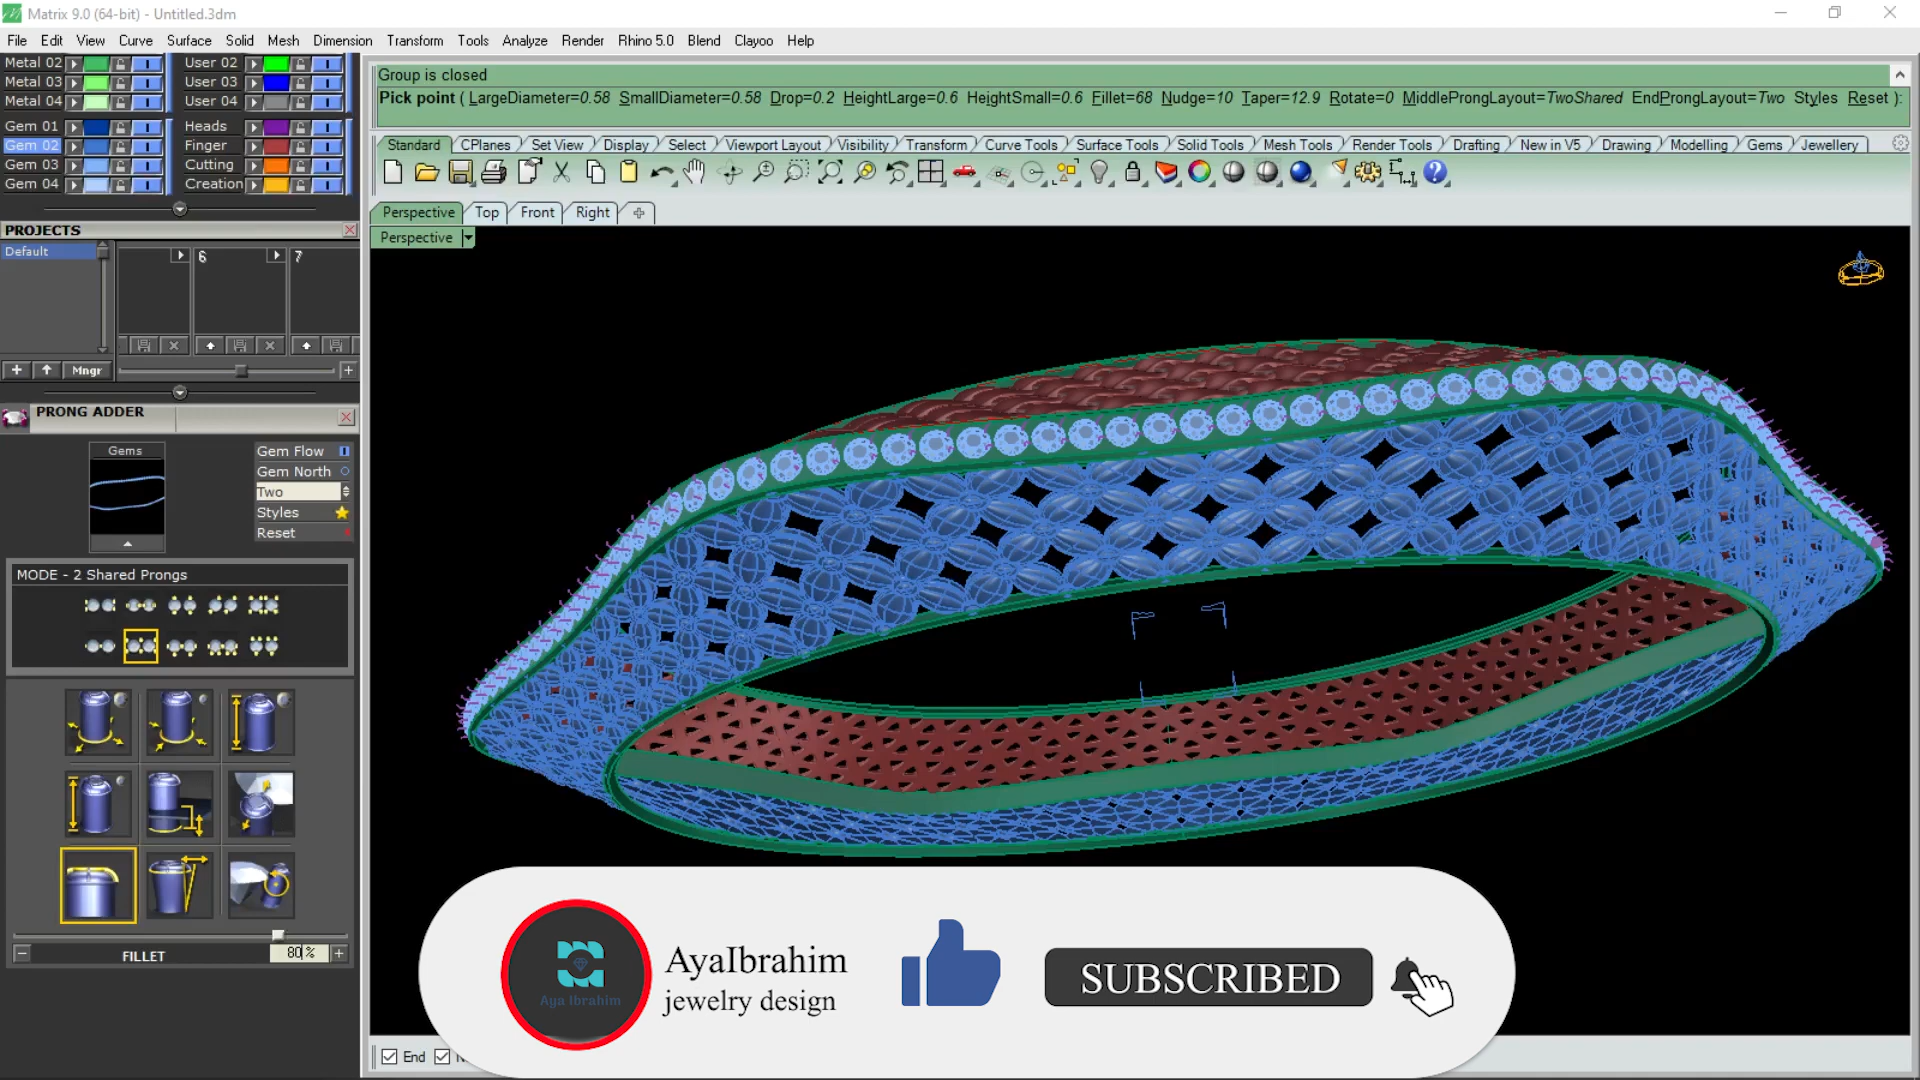 Matrix 9.0 (64-bit) - Untitled.3dm
File Edit View Curve Surface Solid Mesh Dimension Transform Tools Analyze Render Rhino 5.0 Blend Clayoo Help
Metal 02 User 02
Metal 03 User 03
Metal 04 User 04
Gem 01 Heads
Gem 02 Finger
Gem 03 Cutting
Gem 04 Creation
Group is closed
Pick point ( LargeDiameter=0.58 SmallDiameter=0.58 Drop=0.2 HeightLarge=0.6 HeightSmall=0.6 Fillet=68 Nudge=10 Taper=12.9 Rotate=0 MiddleProngLayout=TwoShared EndProngLayout=Two Styles Reset ):
Standard CPlanes Set View Display Select Viewport Layout Visibility Transform Curve Tools Surface Tools Solid Tools Mesh Tools Render Tools Drafting New in V5 Drawing Modelling Gems Jewellery
Perspective Top Front Right
Perspective
PROJECTS
Default
6 7
Mngr
PRONG ADDER
Gems
Gem Flow
Gem North
Two
Styles
Reset
MODE - 2 Shared Prongs
FILLET 80%
AyaIbrahim
jewelry design
Aya Ibrahim
SUBSCRIBED
End